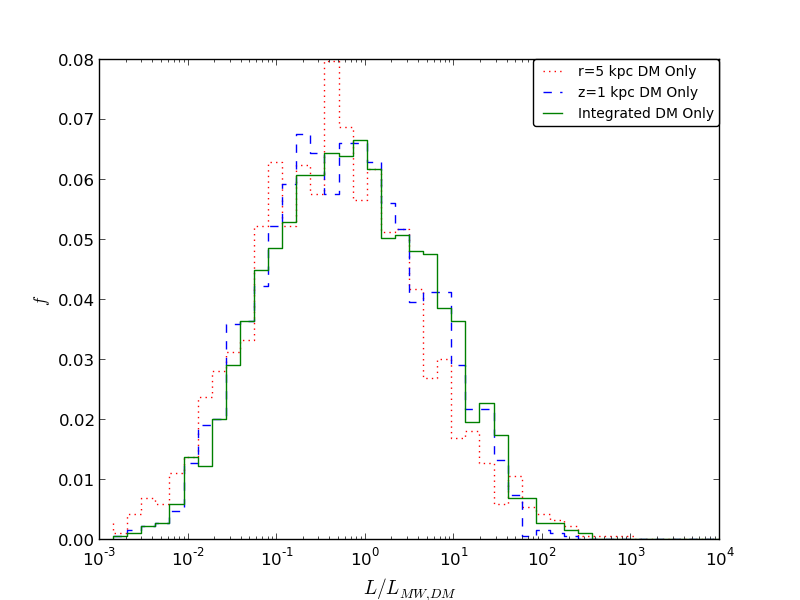 0.08
0.07
0.06
0.05
0.04
0.03
0.02
0.01
0.00
f
r=5 kpc DM Only
z=1 kpc DM Only
Integrated DM Only
10^-3 10^-2 10^-1 10^0 10^1 10^2 10^3 10^4
L/L_MW,DM